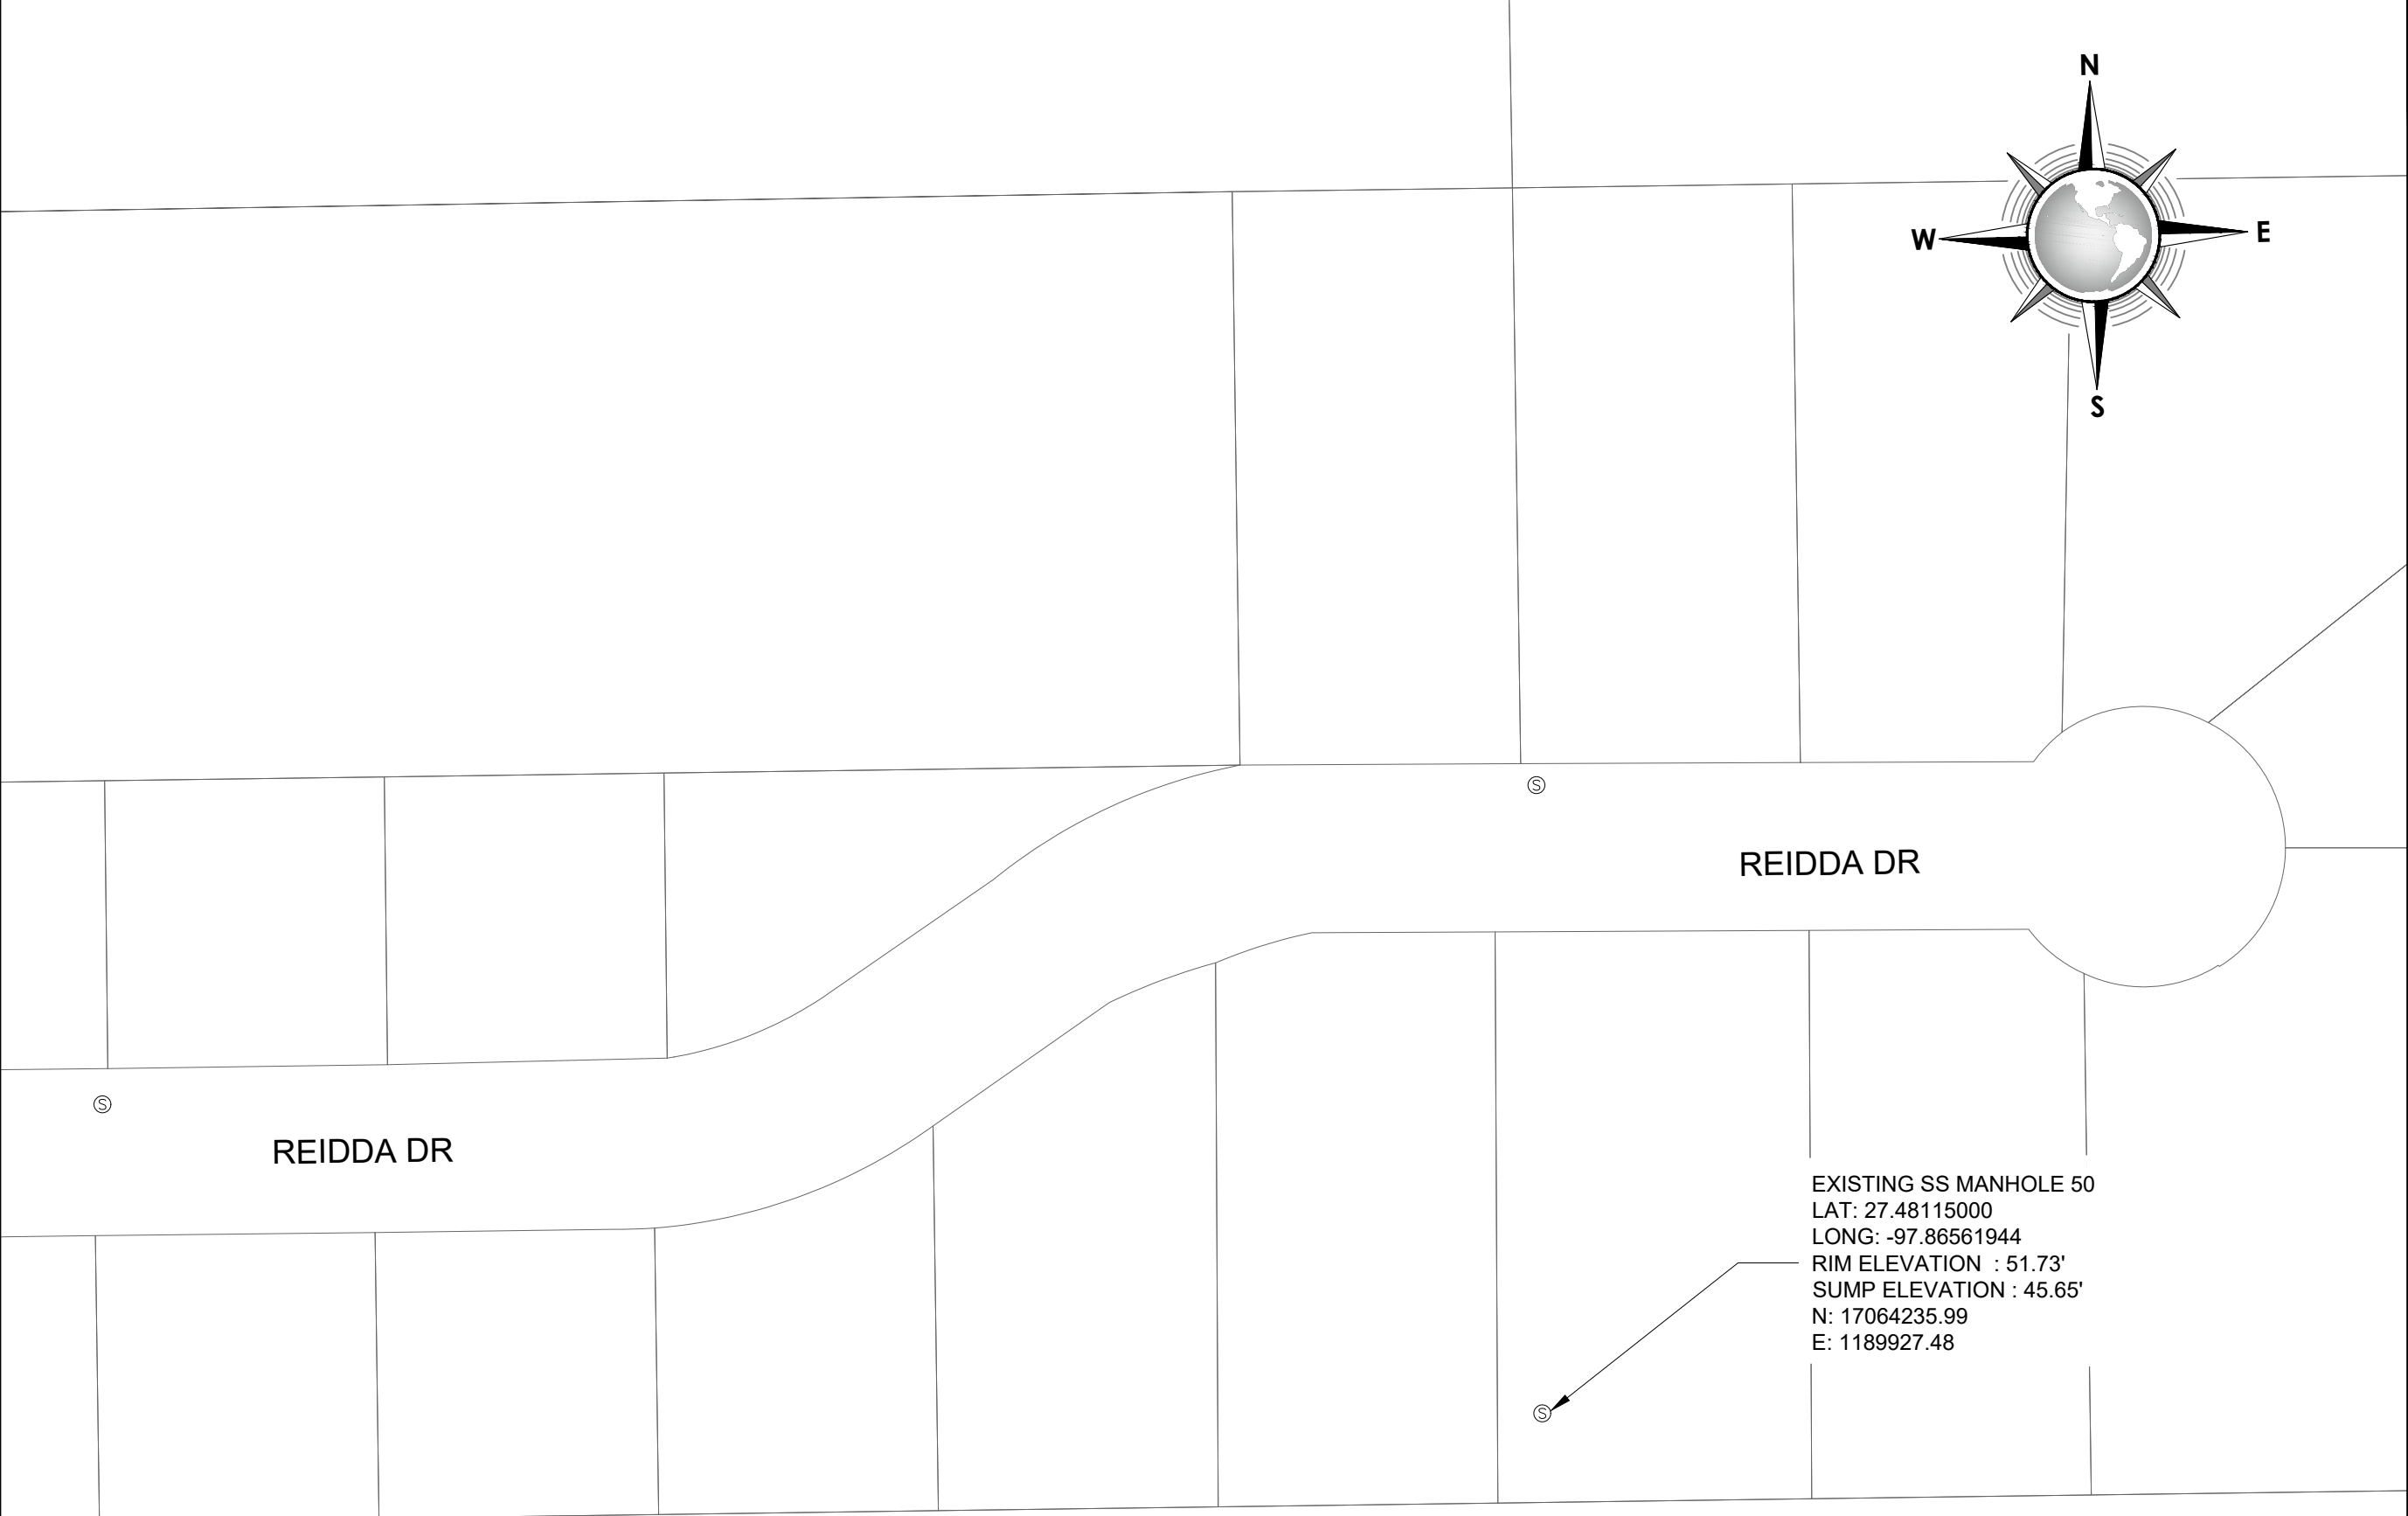 N
W
E
S
REIDDA DR
REIDDA DR
EXISTING SS MANHOLE 50
LAT: 27.48115000
LONG: -97.86561944
RIM ELEVATION : 51.73'
SUMP ELEVATION : 45.65'
N: 17064235.99
E: 1189927.48
S
S
S